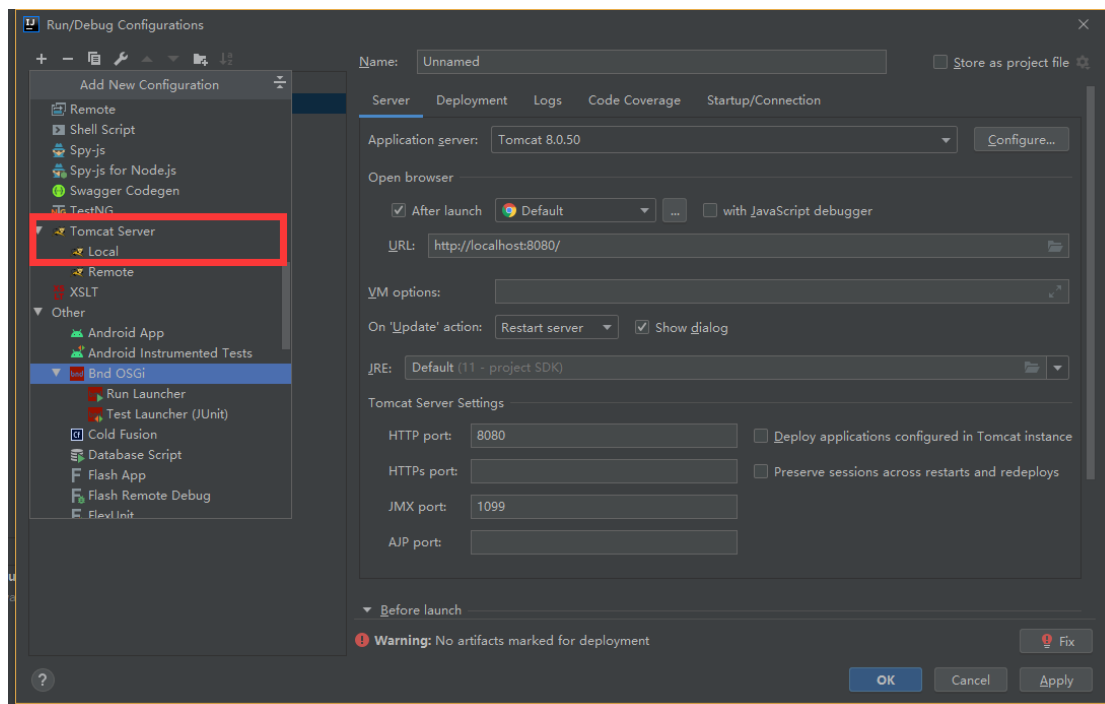 Run/Debug Configurations
Name: Unnamed
Store as project file
Add New Configuration
Remote
Shell Script
Spy-js
Spy-js for Node.js
Swagger Codegen
TestNG
Tomcat Server
Local
Remote
XSLT
Other
Android App
Android Instrumented Tests
bnd Bnd OSGi
Run Launcher
Test Launcher (JUnit)
Cold Fusion
Database Script
Flash App
Flash Remote Debug
FlexUnit
Server Deployment Logs Code Coverage Startup/Connection
Application server: Tomcat 8.0.50 Configure...
Open browser
After launch Default ... with JavaScript debugger
URL: http://localhost:8080/
VM options:
On 'Update' action: Restart server Show dialog
JRE: Default (11 - project SDK)
Tomcat Server Settings
HTTP port: 8080 Deploy applications configured in Tomcat instance
HTTPs port: Preserve sessions across restarts and redeploys
JMX port: 1099
AJP port:
Before launch
Warning: No artifacts marked for deployment Fix
? OK Cancel Apply